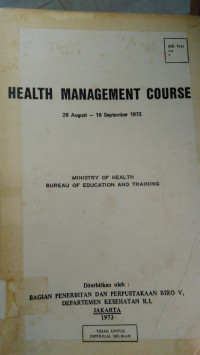 HEALTH MANAGEMENT COURSE
28 August — 16 September 1972
MINISTRY OF HEALTH
BUREAU OF EDUCATION AND TRAINING
Diterbitkan oleh :
BAGIAN PENERBITAN DAN PERPUSTAKAAN BIRO V,
DEPARTEMEN KESEHATAN R.I.
JAKARTA
1973
TIDAK UNTUK
DIPERJUAL BELIKAN